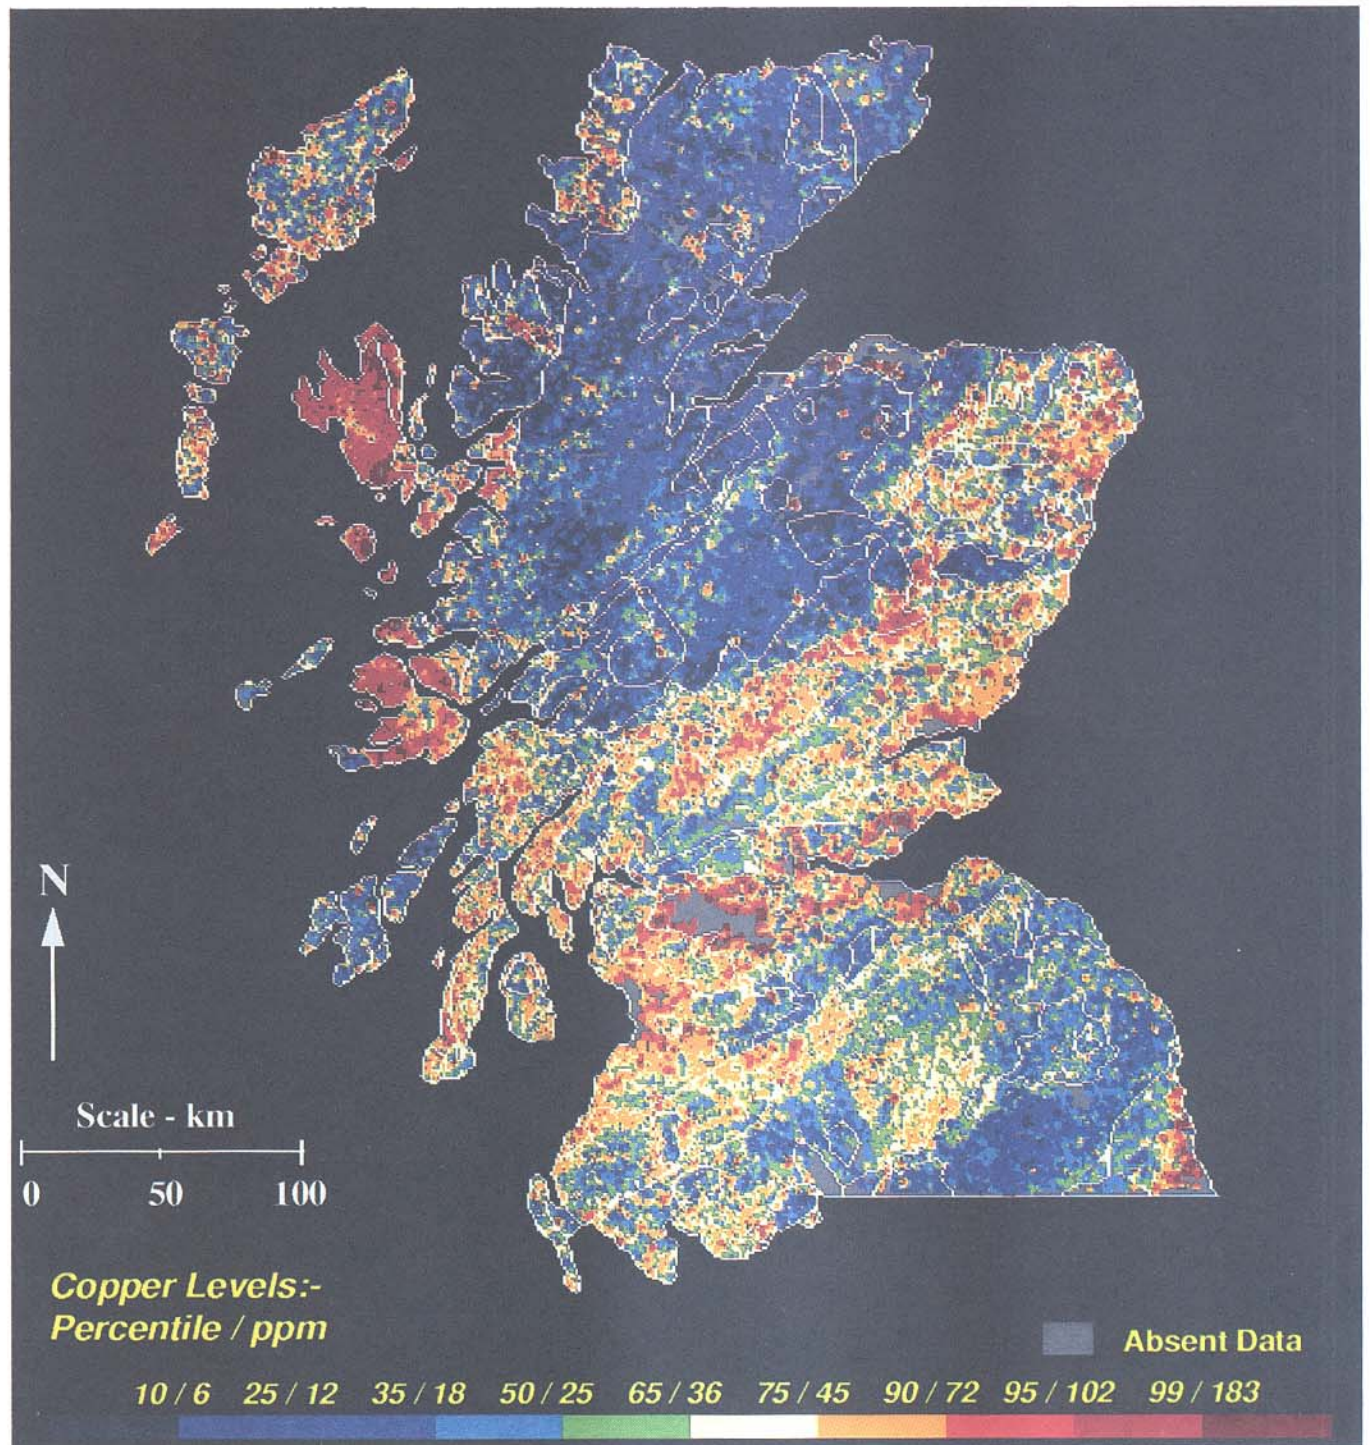 N
Scale - km
0 50 100
Copper Levels:-
Percentile / ppm
Absent Data
10 / 6 25 / 12 35 / 18 50 / 25 65 / 36 75 / 45 90 / 72 95 / 102 99 / 183